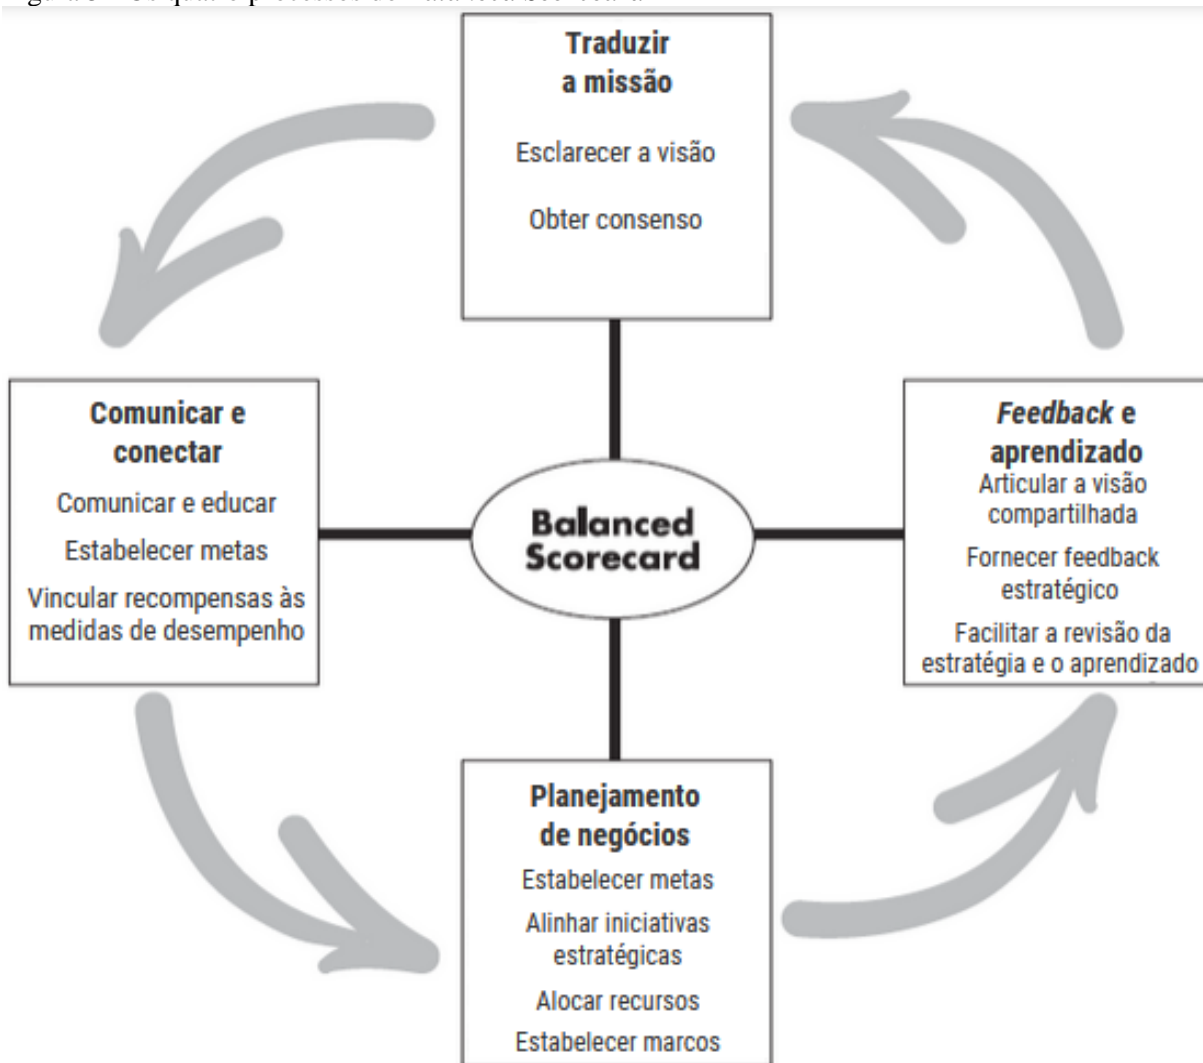 Traduzir
a missão
Esclarecer a visão
Obter consenso
Comunicar e
conectar
Comunicar e educar
Estabelecer metas
Vincular recompensas às
medidas de desempenho
Balanced
Scorecard
Feedback e
aprendizado
Articular a visão
compartilhada
Fornecer feedback
estratégico
Facilitar a revisão da
estratégia e o aprendizado
Planejamento
de negócios
Estabelecer metas
Alinhar iniciativas
estratégicas
Alocar recursos
Estabelecer marcos